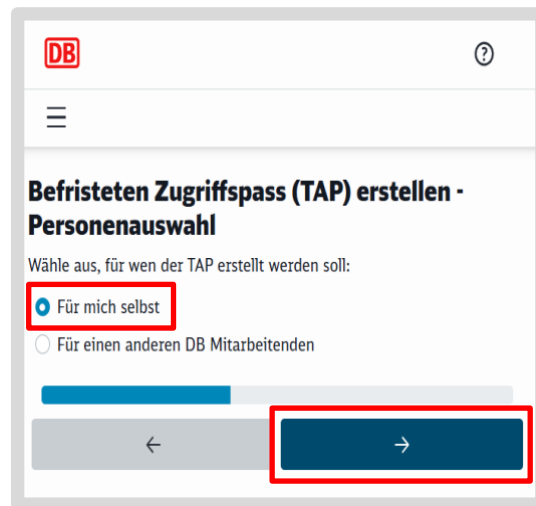 DB
Befristeten Zugriffspass (TAP) erstellen -
Personenauswahl
Wähle aus, für wen der TAP erstellt werden soll:
Für mich selbst
Für einen anderen DB Mitarbeitenden